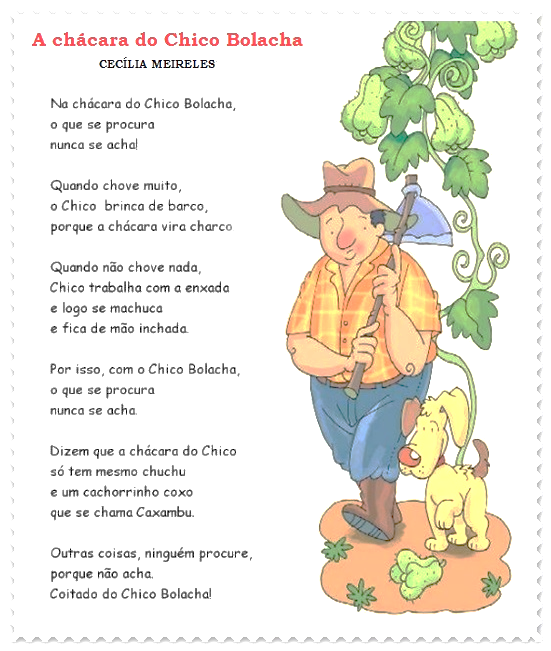 A chácara do Chico Bolacha
CECÍLIA MEIRELES
Na chácara do Chico Bolacha,
o que se procura
nunca se acha!
Quando chove muito,
o Chico brinca de barco,
porque a chácara vira charco
Quando não chove nada,
Chico trabalha com a enxada
e logo se machuca
e fica de mão inchada.
Por isso, com o Chico Bolacha,
o que se procura
nunca se acha.
Dizem que a chácara do Chico
só tem mesmo chuchu
e um cachorrinho coxo
que se chama Caxambu.
Outras coisas, ninguém procure,
porque não acha.
Coitado do Chico Bolacha!